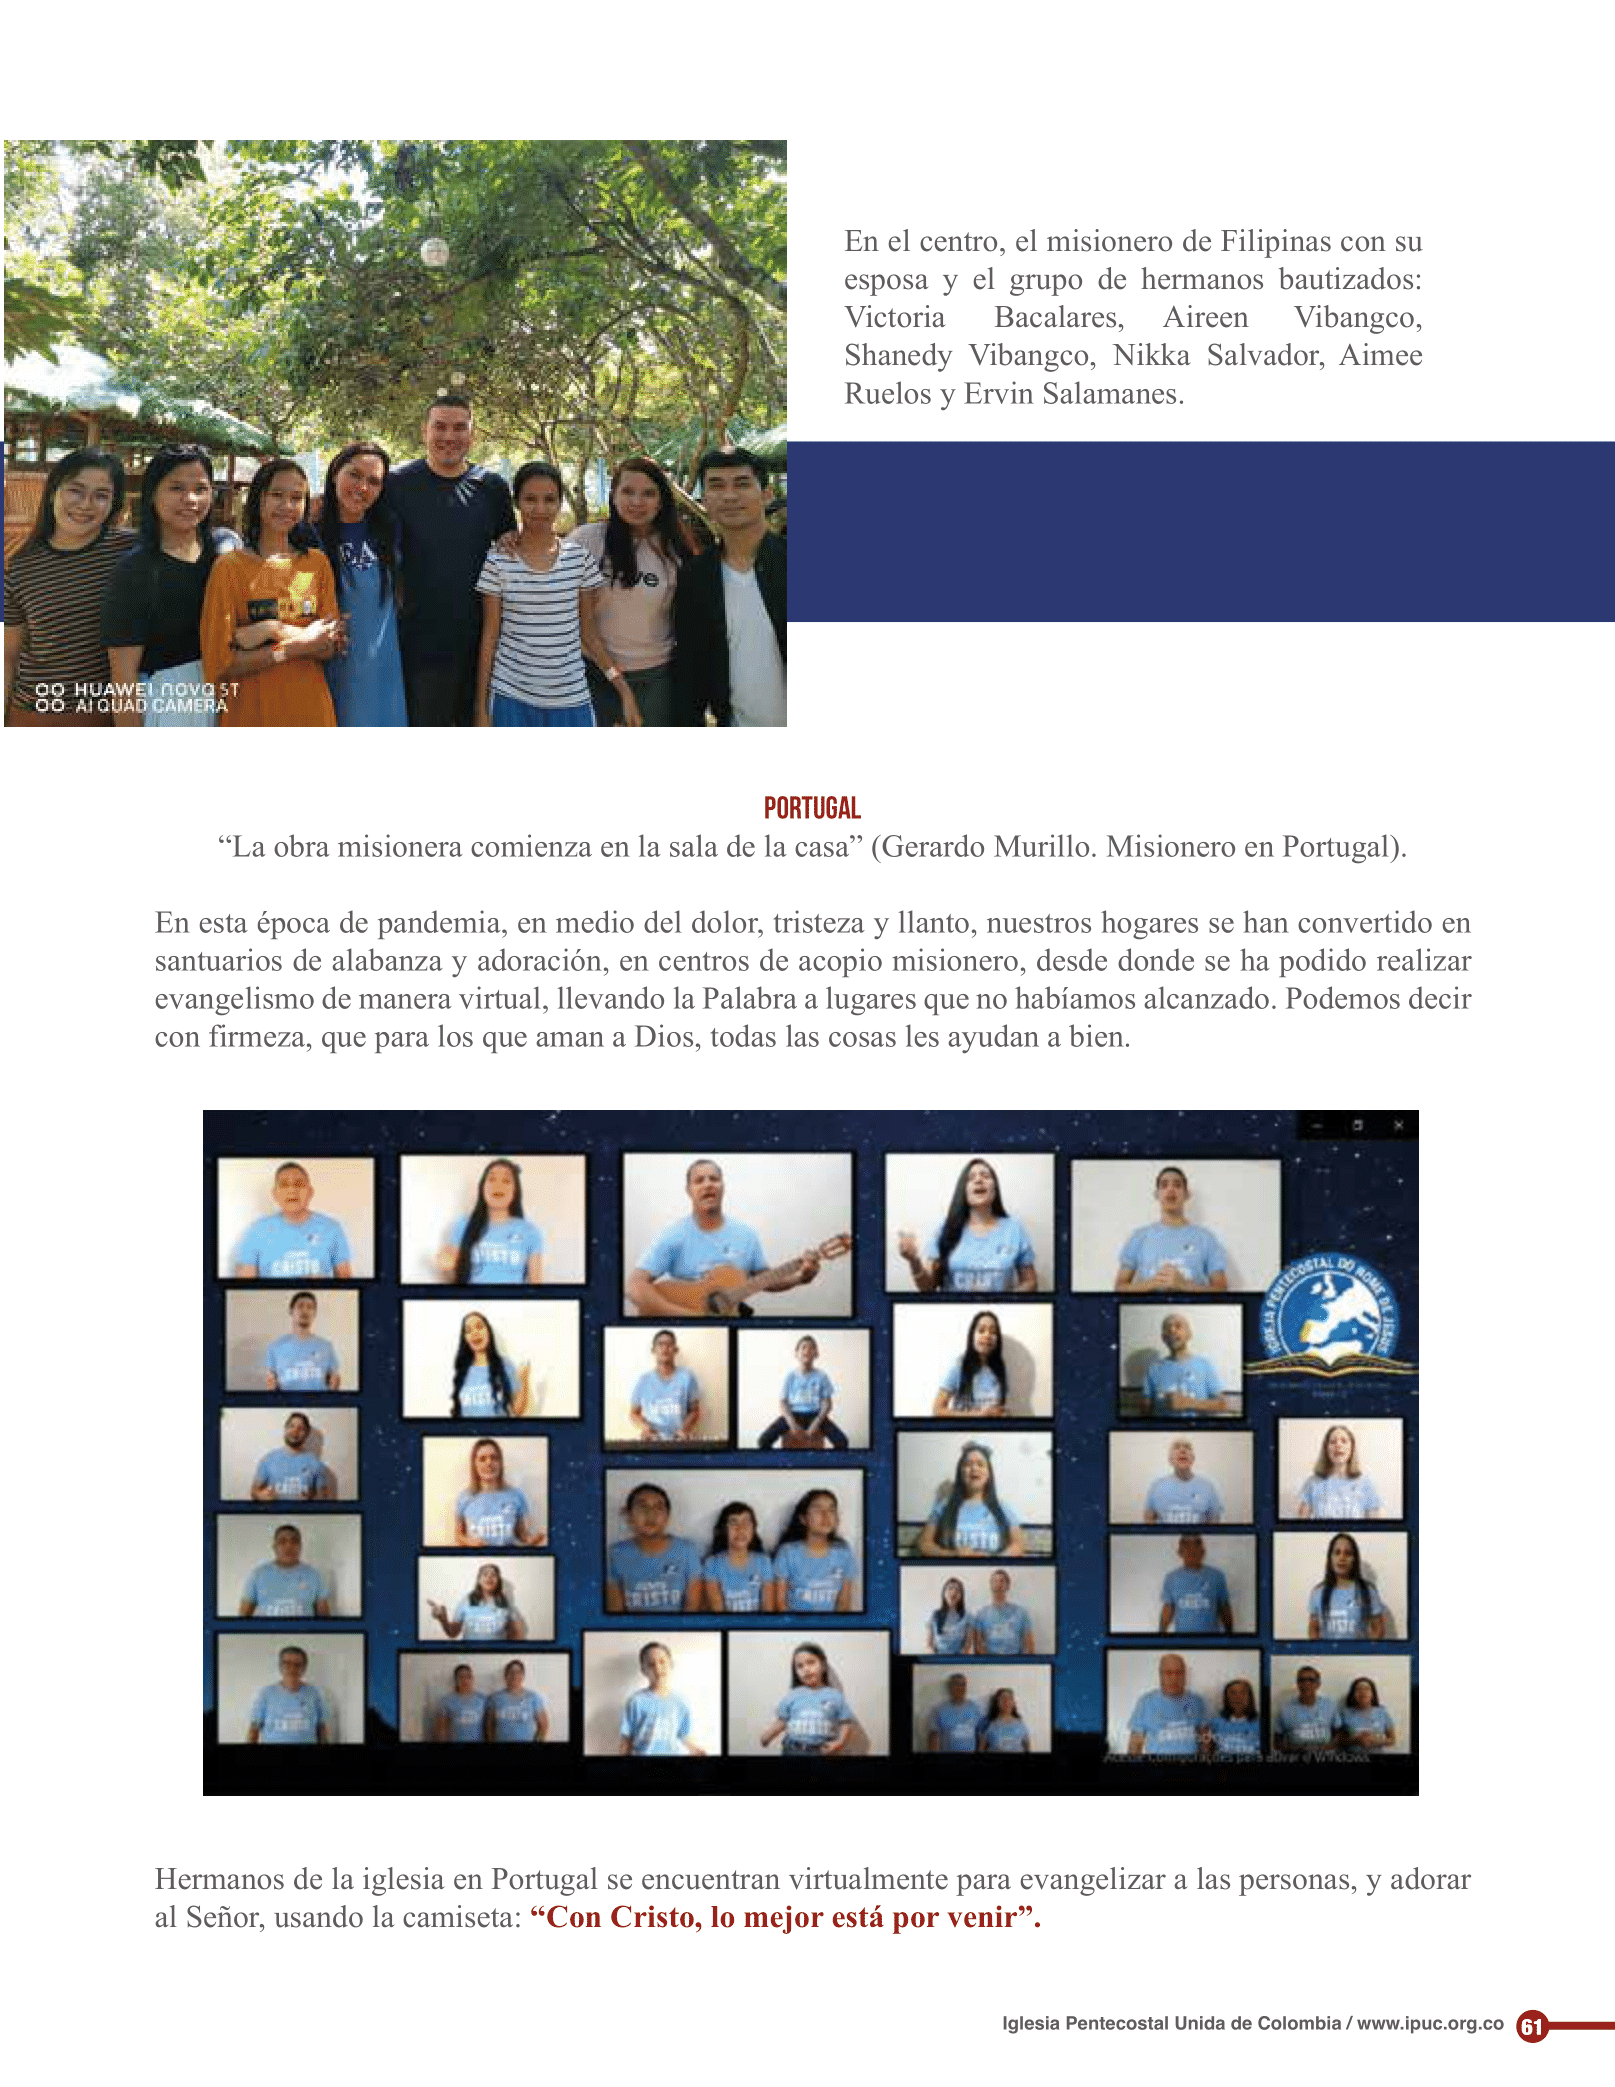 En el centro, el misionero de Filipinas con su
esposa y el grupo de hermanos bautizados:
Victoria Bacalares, Aireen Vibangco,
Shanedy Vibangco, Nikka Salvador, Aimee
Ruelos y Ervin Salamanes.
HUAWEI nova 5T
AI QUAD CAMERA
PORTUGAL
“La obra misionera comienza en la sala de la casa” (Gerardo Murillo. Misionero en Portugal).
En esta época de pandemia, en medio del dolor, tristeza y llanto, nuestros hogares se han convertido en
santuarios de alabanza y adoración, en centros de acopio misionero, desde donde se ha podido realizar
evangelismo de manera virtual, llevando la Palabra a lugares que no habíamos alcanzado. Podemos decir
con firmeza, que para los que aman a Dios, todas las cosas les ayudan a bien.
IGREJA PENTECOSTAL DO NOME DE JESUS
CRISTO
Hermanos de la iglesia en Portugal se encuentran virtualmente para evangelizar a las personas, y adorar
al Señor, usando la camiseta: “Con Cristo, lo mejor está por venir”.
Iglesia Pentecostal Unida de Colombia / www.ipuc.org.co 61